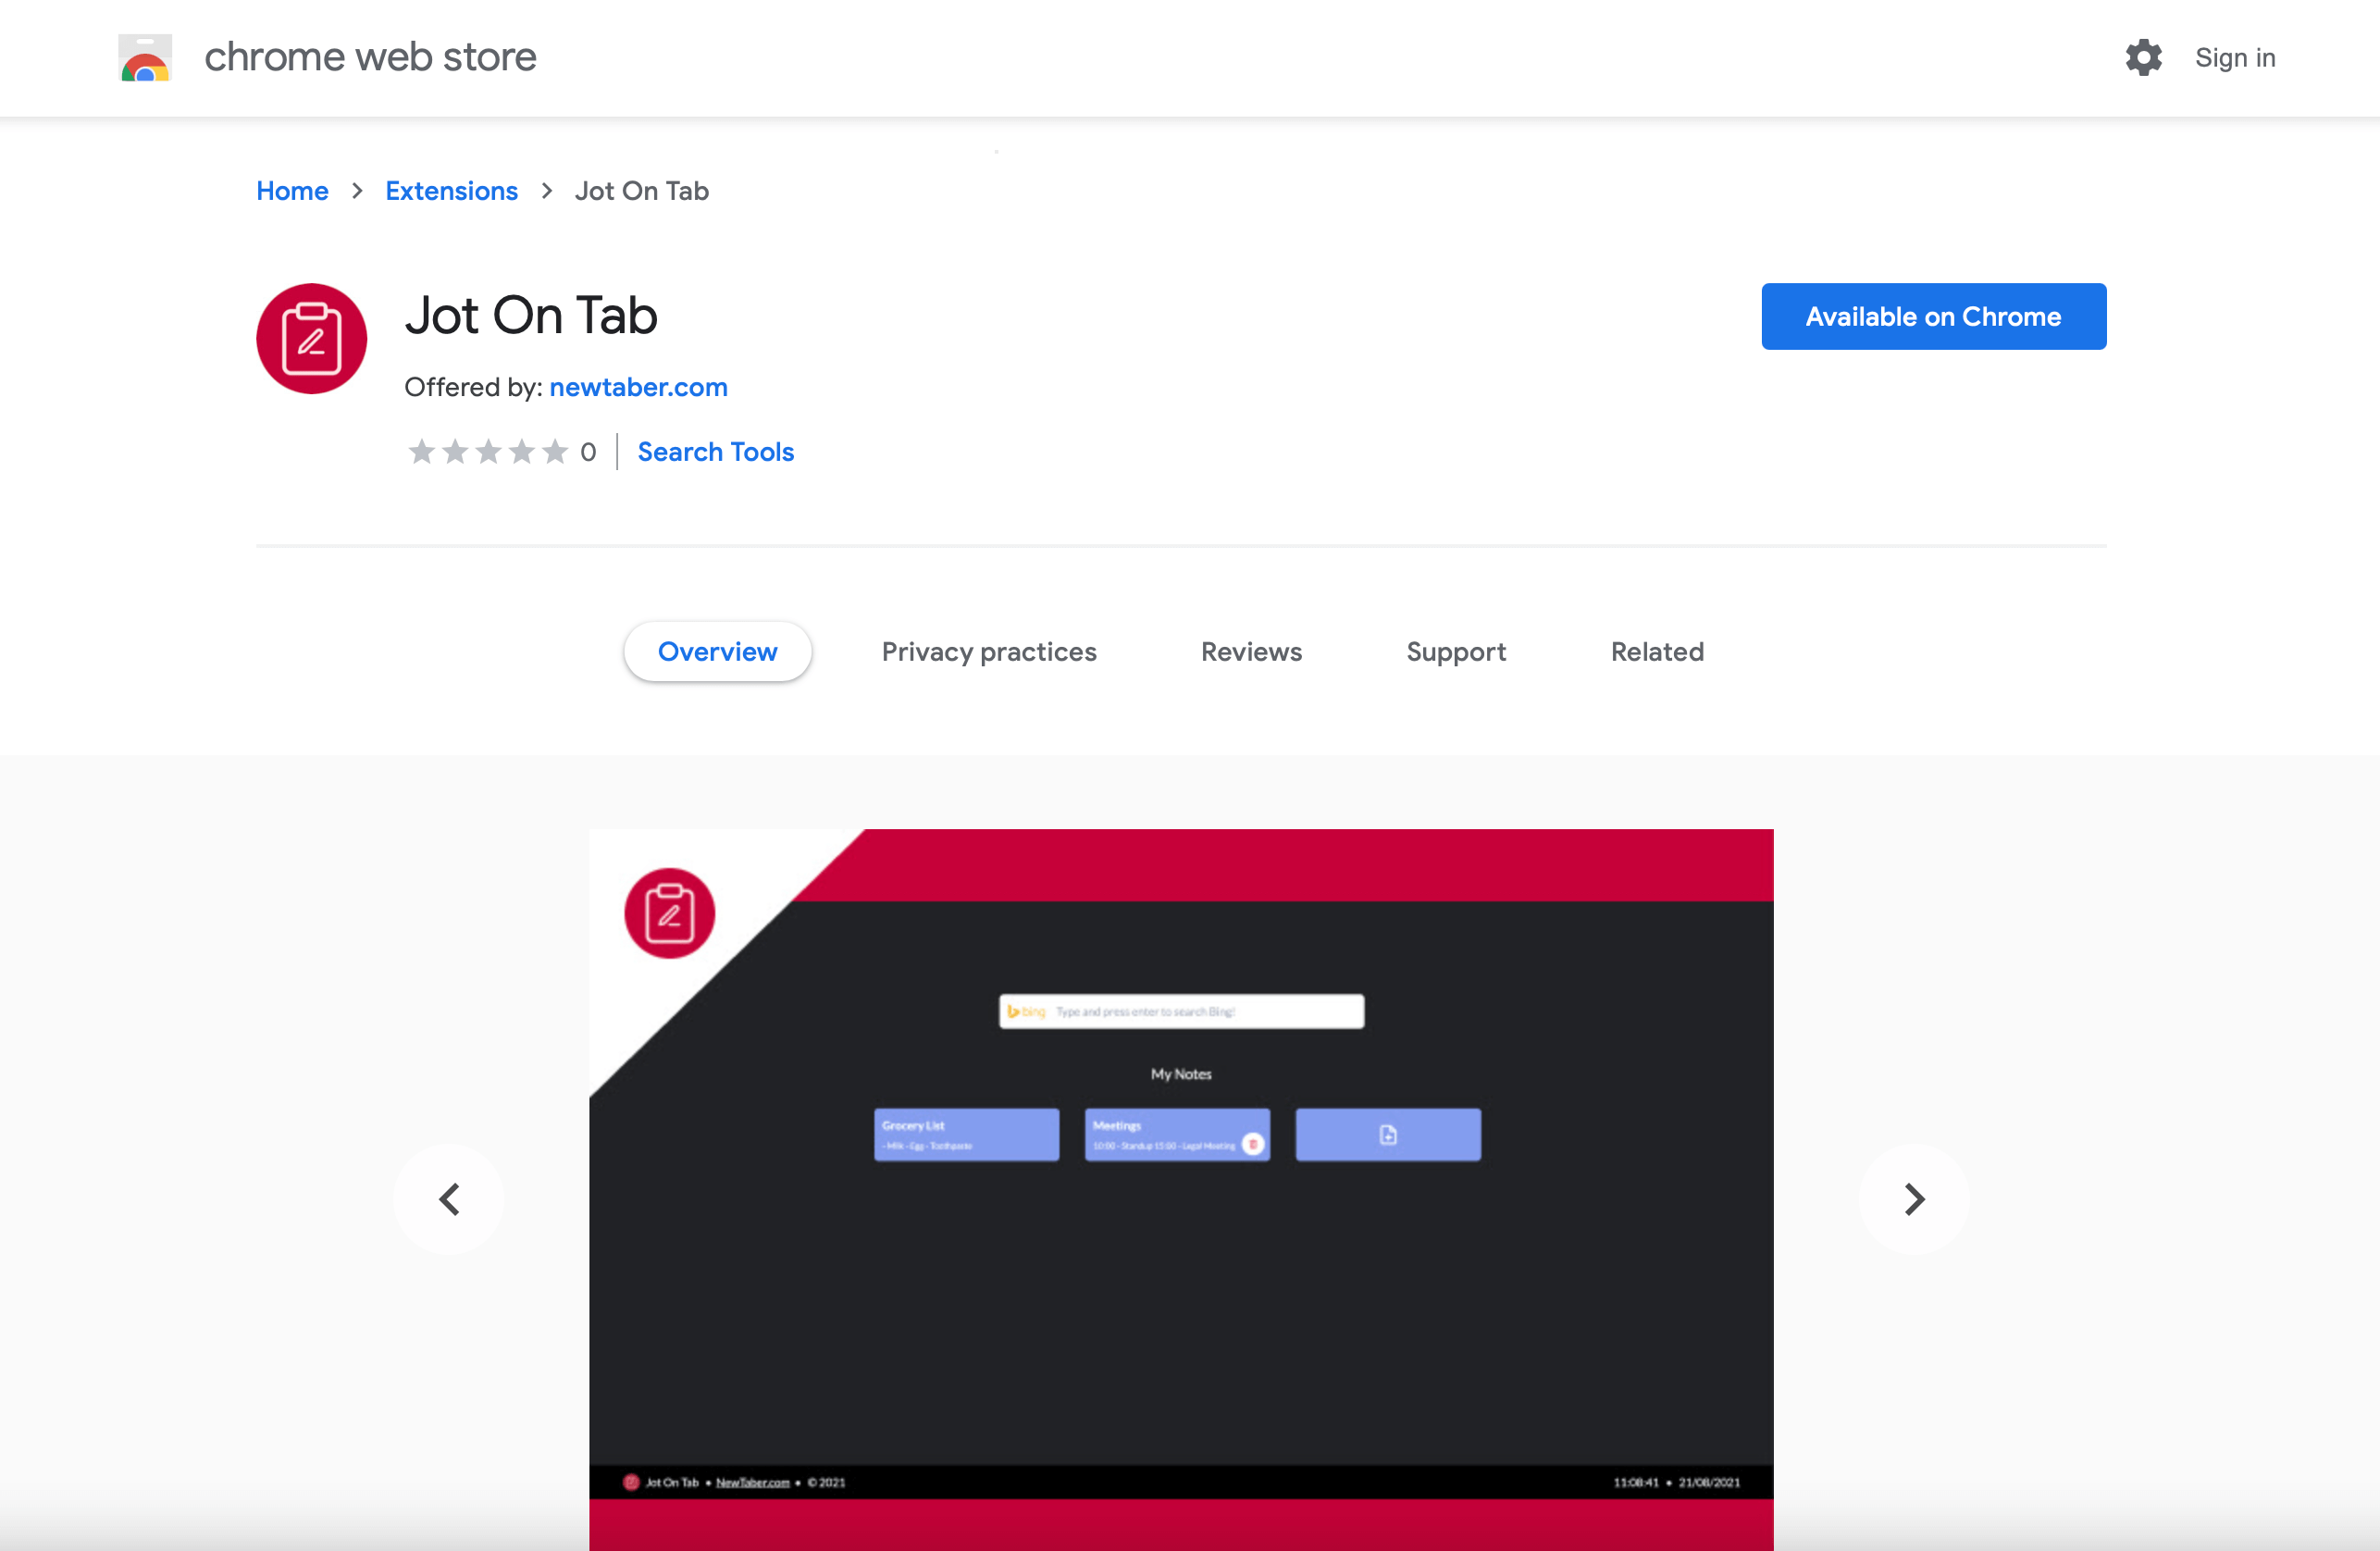 chrome web store
Sign in
Home > Extensions > Jot On Tab
Jot On Tab
Available on Chrome
Offered by: newtaber.com
0 | Search Tools
Overview
Privacy practices
Reviews
Support
Related
bing Type and press enter to search Bing!
My Notes
Grocery List
- Milk - Egg - Toothpaste
Meetings
10:00 - Standup 15:00 - Legal Meeting
Jot On Tab • NewTaber.com • © 2021
11:08:41 • 21/08/2021